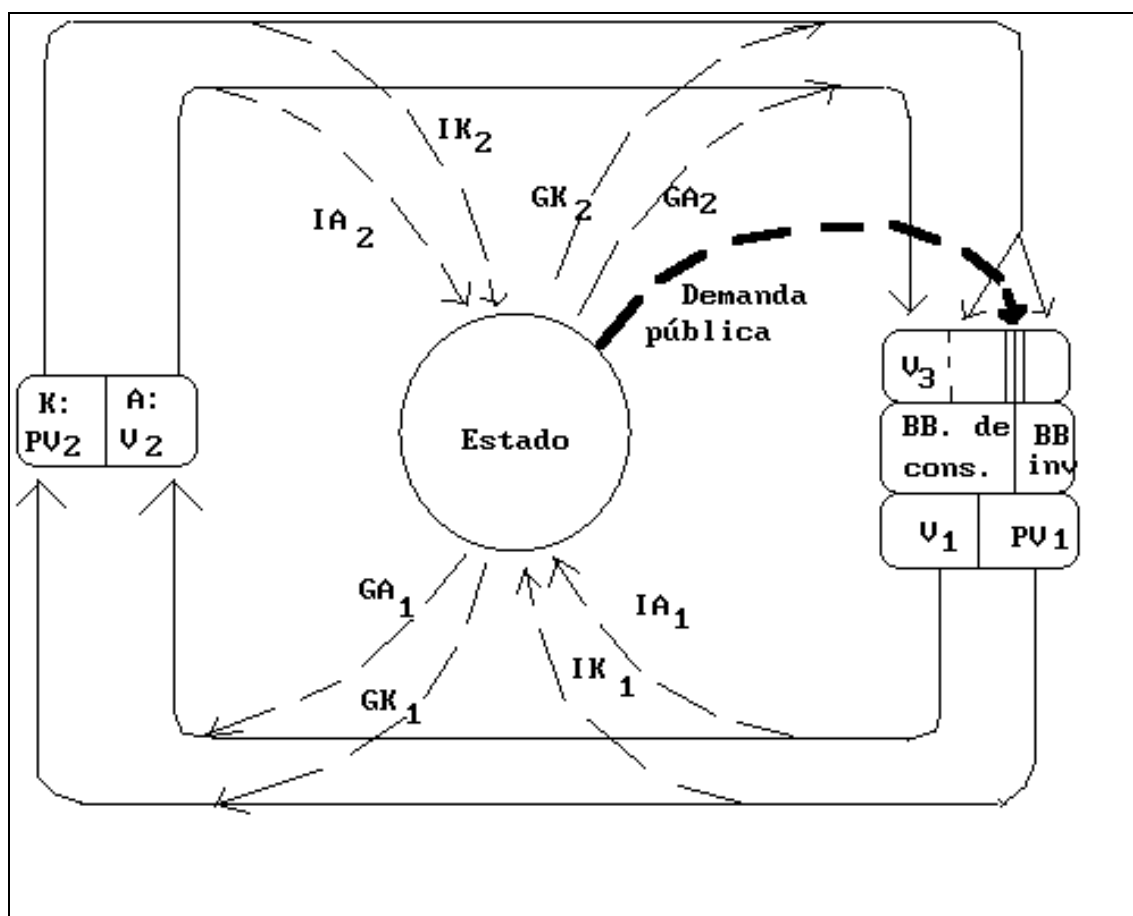 IK2
IA2
GK2
GA2
Demanda
pública
K:
PV2
A:
V2
Estado
V3
BB. de
cons.
BB
inv
V1
PV1
GA1
IA1
IK1
GK1